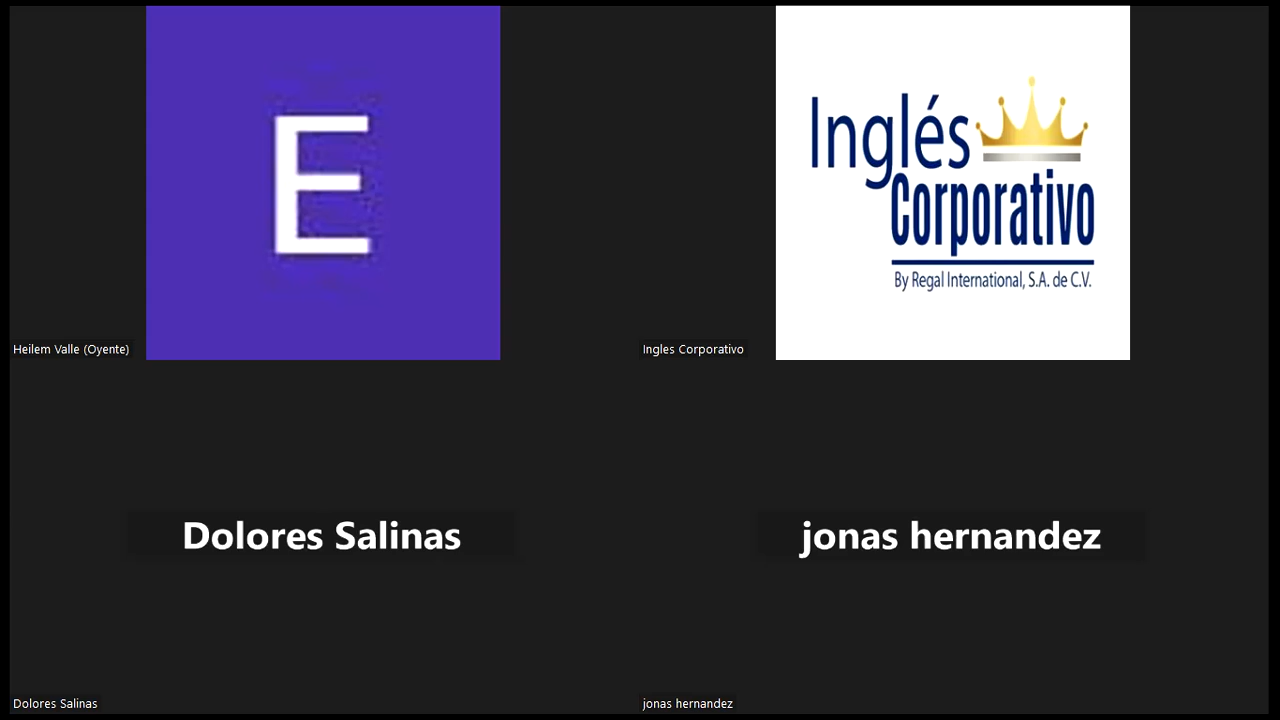 E
Inglés
Corporativo
By Regal International, S.A. de C.V.
Heilem Valle (Oyente)
Ingles Corporativo
Dolores Salinas
jonas hernandez
Dolores Salinas
jonas hernandez